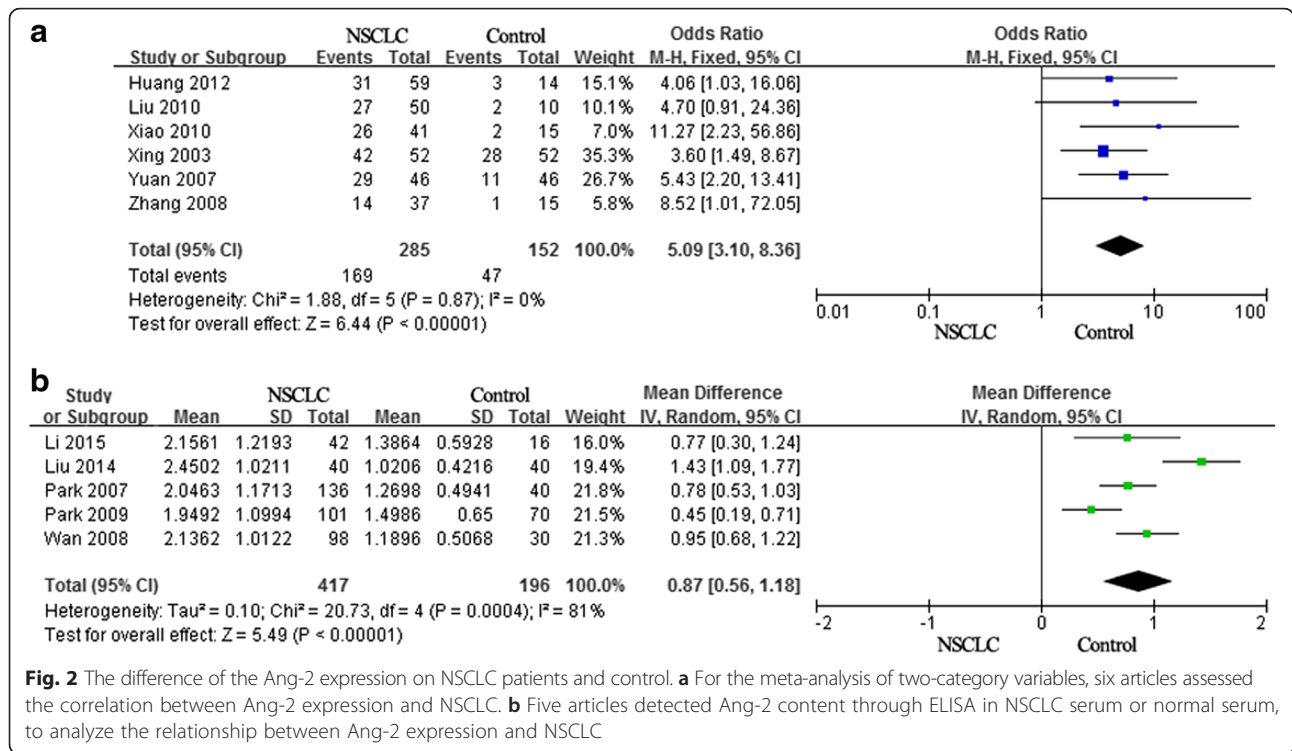 a
NSCLC Control Odds Ratio Odds Ratio
Study or Subgroup Events Total Events Total Weight M-H, Fixed, 95% CI M-H, Fixed, 95% CI
Huang 2012 31 59 3 14 15.1% 4.06 [1.03, 16.06]
Liu 2010 27 50 2 10 10.1% 4.70 [0.91, 24.36]
Xiao 2010 26 41 2 15 7.0% 11.27 [2.23, 56.86]
Xing 2003 42 52 28 52 35.3% 3.60 [1.49, 8.67]
Yuan 2007 29 46 11 46 26.7% 5.43 [2.20, 13.41]
Zhang 2008 14 37 1 15 5.8% 8.52 [1.01, 72.05]
Total (95% CI) 285 152 100.0% 5.09 [3.10, 8.36]
Total events 169 47
Heterogeneity: Chi² = 1.88, df = 5 (P = 0.87); I² = 0%
Test for overall effect: Z = 6.44 (P < 0.00001)
0.01 0.1 1 10 100
NSCLC Control
b
Study NSCLC Control Mean Difference Mean Difference
or Subgroup Mean SD Total Mean SD Total Weight IV, Random, 95% CI IV, Random, 95% CI
Li 2015 2.1561 1.2193 42 1.3864 0.5928 16 16.0% 0.77 [0.30, 1.24]
Liu 2014 2.4502 1.0211 40 1.0206 0.4216 40 19.4% 1.43 [1.09, 1.77]
Park 2007 2.0463 1.1713 136 1.2698 0.4941 40 21.8% 0.78 [0.53, 1.03]
Park 2009 1.9492 1.0994 101 1.4986 0.65 70 21.5% 0.45 [0.19, 0.71]
Wan 2008 2.1362 1.0122 98 1.1896 0.5068 30 21.3% 0.95 [0.68, 1.22]
Total (95% CI) 417 196 100.0% 0.87 [0.56, 1.18]
Heterogeneity: Tau² = 0.10; Chi² = 20.73, df = 4 (P = 0.0004); I² = 81%
Test for overall effect: Z = 5.49 (P < 0.00001)
-2 -1 0 1 2
NSCLC Control
Fig. 2 The difference of the Ang-2 expression on NSCLC patients and control. a For the meta-analysis of two-category variables, six articles assessed
the correlation between Ang-2 expression and NSCLC. b Five articles detected Ang-2 content through ELISA in NSCLC serum or normal serum,
to analyze the relationship between Ang-2 expression and NSCLC